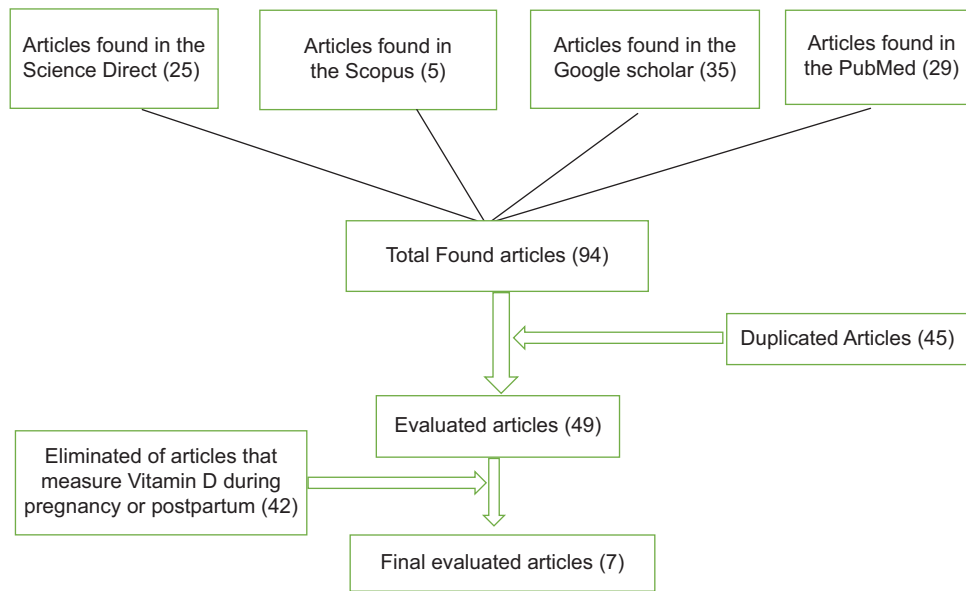 Articles found in the
Science Direct (25)
Articles found in
the Scopus (5)
Articles found in the
Google scholar (35)
Articles found in
the PubMed (29)
Total Found articles (94)
Duplicated Articles (45)
Evaluated articles (49)
Eliminated of articles that
measure Vitamin D during
pregnancy or postpartum (42)
Final evaluated articles (7)